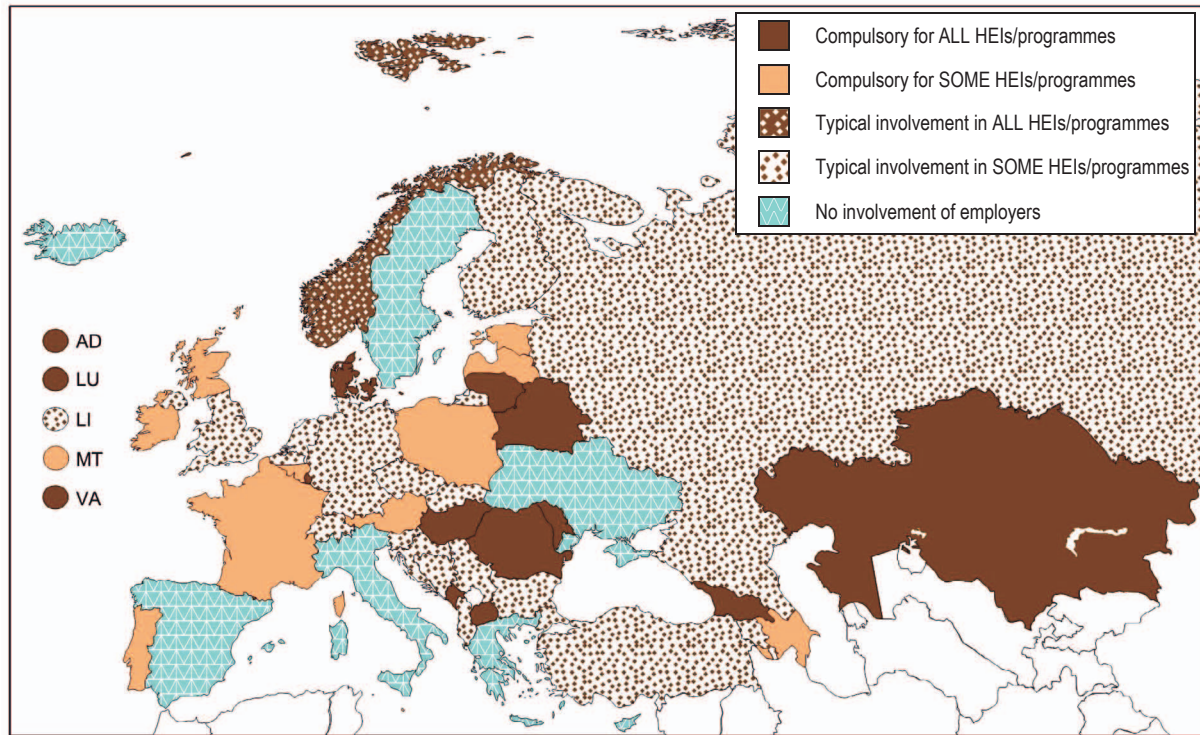 Compulsory for ALL HEIs/programmes
Compulsory for SOME HEIs/programmes
Typical involvement in ALL HEIs/programmes
Typical involvement in SOME HEIs/programmes
No involvement of employers
AD
LU
LI
MT
VA